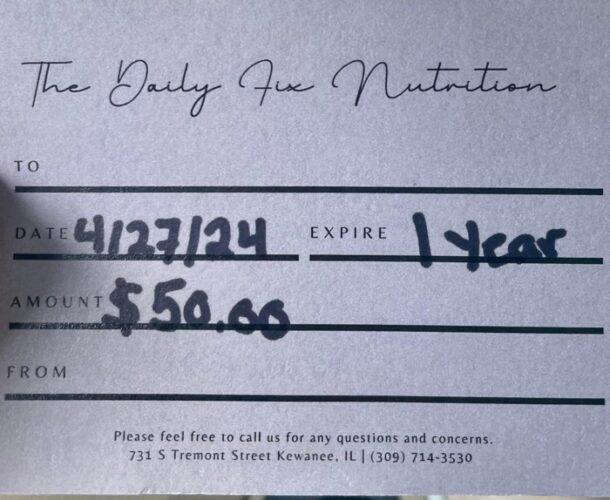 The Daily Fix Nutrition
TO
DATE 4/27/24 EXPIRE 1 Year
AMOUNT $50.00
FROM
Please feel free to call us for any questions and concerns.
731 S Tremont Street Kewanee, IL | (309) 714-3530